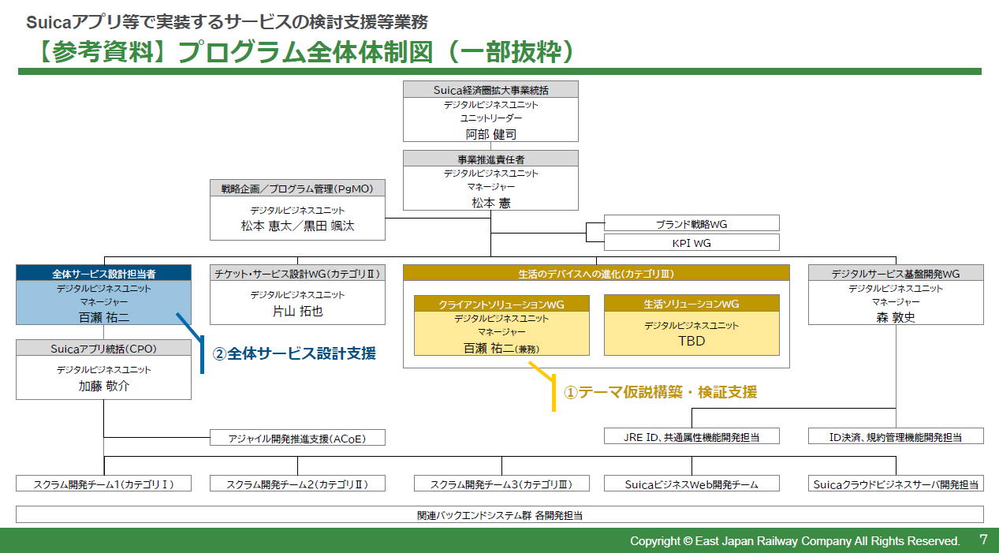 Suicaアプリ等で実装するサービスの検討支援等業務
【参考資料】プログラム全体体制図（一部抜粋）
Suica経済圏拡大事業統括
デジタルビジネスユニット
ユニットリーダー
阿部 健司
事業推進責任者
デジタルビジネスユニット
マネージャー
松本 憲
戦略企画／プログラム管理(PgMO)
デジタルビジネスユニット
松本 恵太／黒田 颯汰
ブランド戦略WG
KPI WG
全体サービス設計担当者
デジタルビジネスユニット
マネージャー
百瀬 祐二
チケット・サービス設計WG(カテゴリⅡ)
デジタルビジネスユニット
片山 拓也
生活のデバイスへの進化(カテゴリⅢ)
クライアントソリューションWG
デジタルビジネスユニット
マネージャー
百瀬 祐二(兼務)
生活ソリューションWG
デジタルビジネスユニット
TBD
デジタルサービス基盤開発WG
デジタルビジネスユニット
マネージャー
森 敦史
Suicaアプリ統括(CPO)
デジタルビジネスユニット
加藤 敬介
②全体サービス設計支援
①テーマ仮説構築・検証支援
アジャイル開発推進支援(ACoE)
JRE ID、共通属性機能開発担当
ID決済、規約管理機能開発担当
スクラム開発チーム1(カテゴリⅠ)
スクラム開発チーム2(カテゴリⅡ)
スクラム開発チーム3(カテゴリⅢ)
SuicaビジネスWeb開発チーム
Suicaクラウドビジネスサーバ開発担当
関連バックエンドシステム群 各開発担当
Copyright © East Japan Railway Company All Rights Reserved.
7